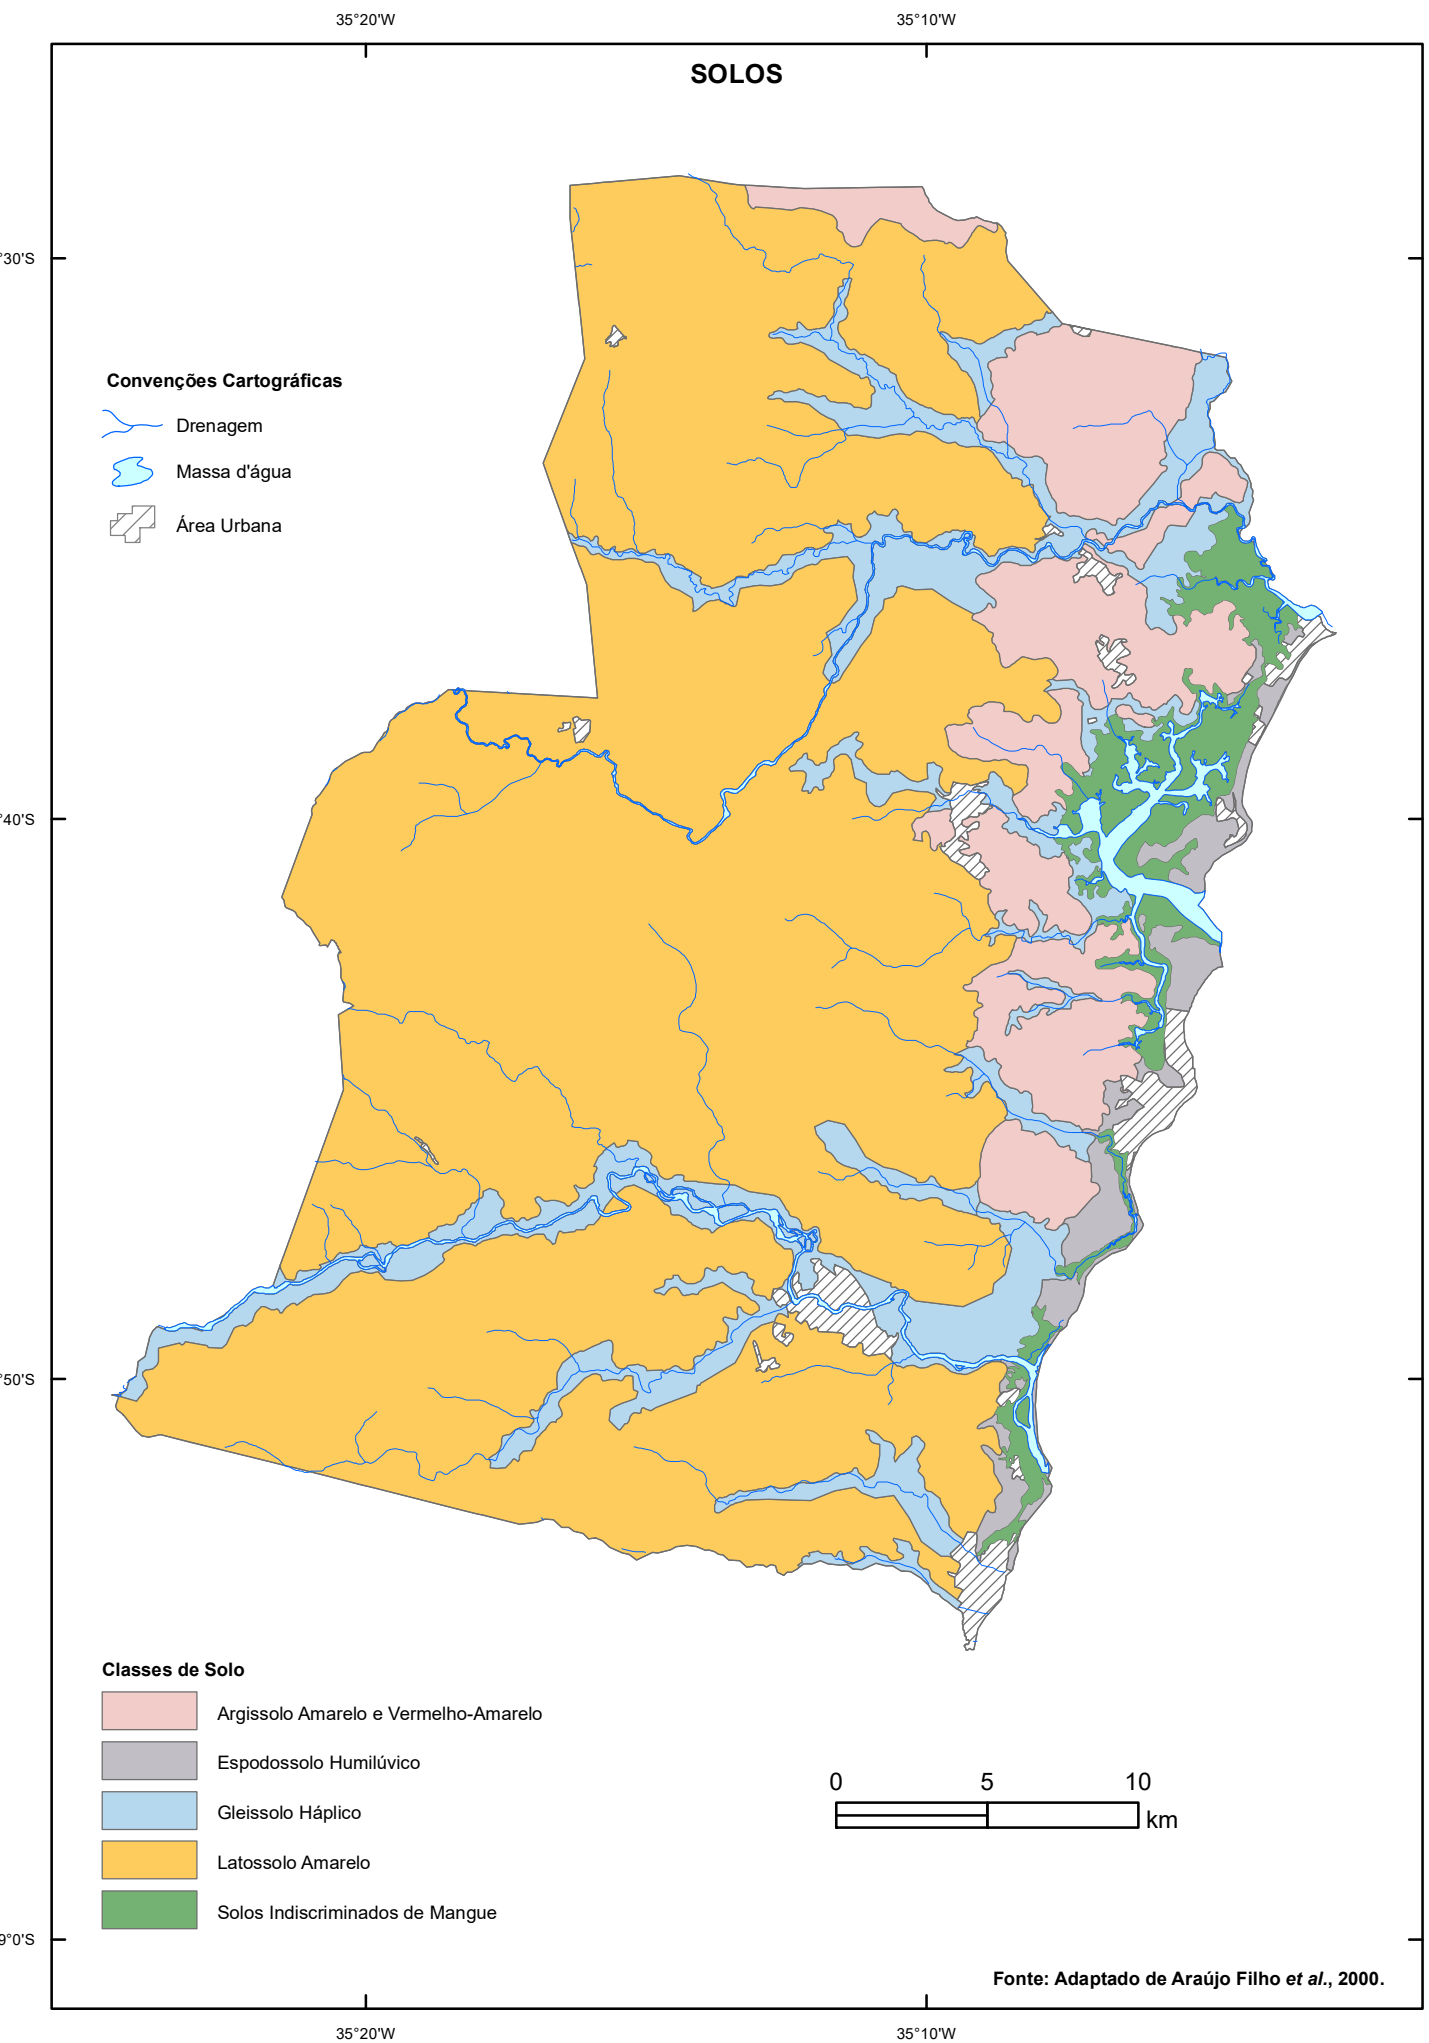 35°20'W 35°10'W
SOLOS
°30'S
Convenções Cartográficas
Drenagem
Massa d'água
Área Urbana
°40'S
°50'S
Classes de Solo
Argissolo Amarelo e Vermelho-Amarelo
Espodossolo Humilúvico
Gleissolo Háplico
Latossolo Amarelo
Solos Indiscriminados de Mangue
0 5 10
km
9°0'S
Fonte: Adaptado de Araújo Filho et al., 2000.
35°20'W 35°10'W